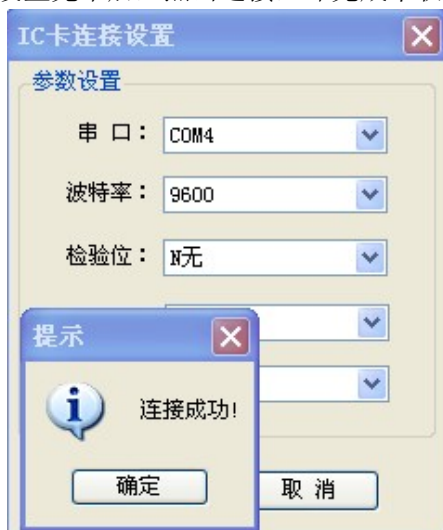 IC卡连接设置
参数设置
串 口： COM4
波特率： 9600
检验位： N无
提示
连接成功!
确定
取 消